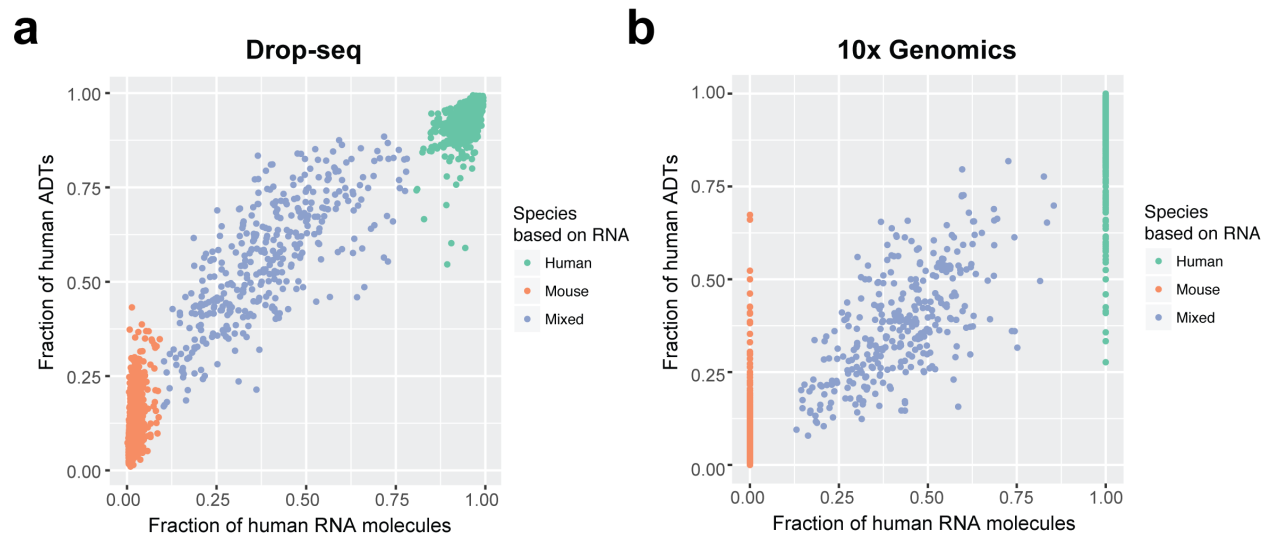 a
Drop-seq
Fraction of human ADTs
1.00
0.75
0.50
0.25
0.00
0.00 0.25 0.50 0.75 1.00
Fraction of human RNA molecules
Species
based on RNA
Human
Mouse
Mixed
b
10x Genomics
Fraction of human ADTs
1.00
0.75
0.50
0.25
0.00
0.00 0.25 0.50 0.75 1.00
Fraction of human RNA molecules
Species
based on RNA
Human
Mouse
Mixed